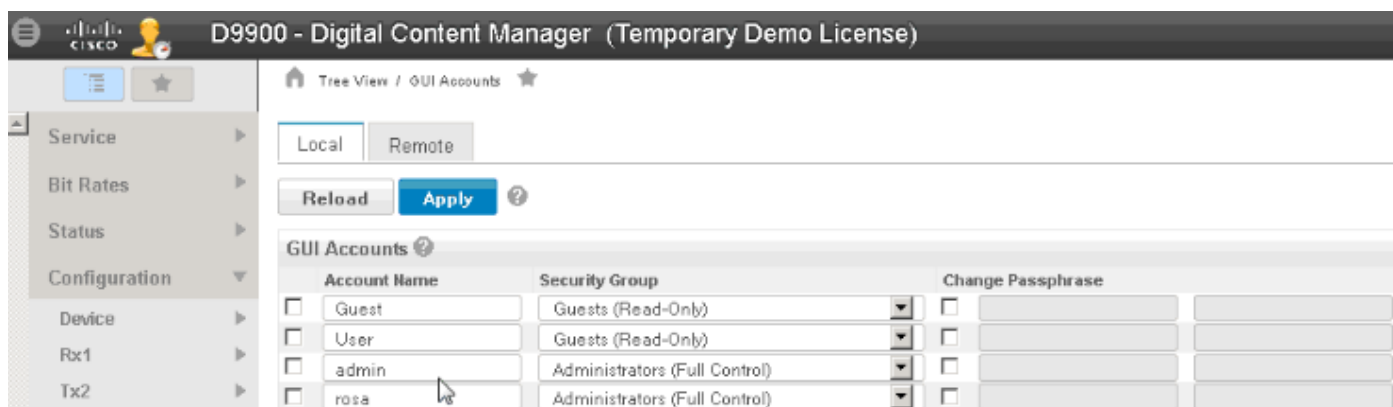 CISCO D9900 - Digital Content Manager (Temporary Demo License)
Tree View / GUI Accounts
Service
Bit Rates
Status
Configuration
Device
Rx1
Tx2
Local Remote
Reload Apply ?
GUI Accounts ?
Account Name Security Group Change Passphrase
Guest Guests (Read-Only)
User Guests (Read-Only)
admin Administrators (Full Control)
rosa Administrators (Full Control)